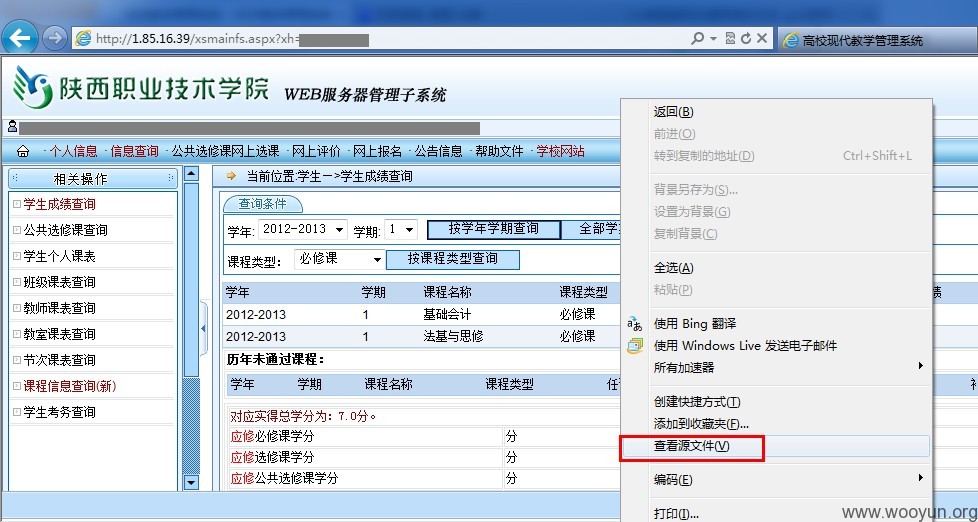 http://1.85.16.39/xsmainfs.aspx?xh=
高校现代教学管理系统
陕西职业技术学院 WEB服务器管理子系统
个人信息 · 信息查询 · 公共选修课网上选课 · 网上评价 · 网上报名 · 公告信息 · 帮助文件 · 学校网站
相关操作
学生成绩查询
公共选修课查询
学生个人课表
班级课表查询
教师课表查询
教室课表查询
节次课表查询
课程信息查询(新)
学生考务查询
当前位置:学生－>学生成绩查询
查询条件
学年: 2012-2013 学期: 1 按学年学期查询 全部学
课程类型: 必修课 按课程类型查询
学年 学期 课程名称 课程类型
2012-2013 1 基础会计 必修课
2012-2013 1 法基与思修 必修课
历年未通过课程：
学年 学期 课程名称 课程类型 任
对应实得总学分为：7.0分。
应修必修课学分 分
应修选修课学分 分
应修公共选修课学分 分
返回(B)
前进(O)
转到复制的地址(D) Ctrl+Shift+L
背景另存为(S)...
设置为背景(G)
复制背景(C)
全选(A)
粘贴(P)
使用 Bing 翻译
使用 Windows Live 发送电子邮件
所有加速器
创建快捷方式(T)
添加到收藏夹(F)...
查看源文件(V)
编码(E)
打印(I)...
www.wooyun.org